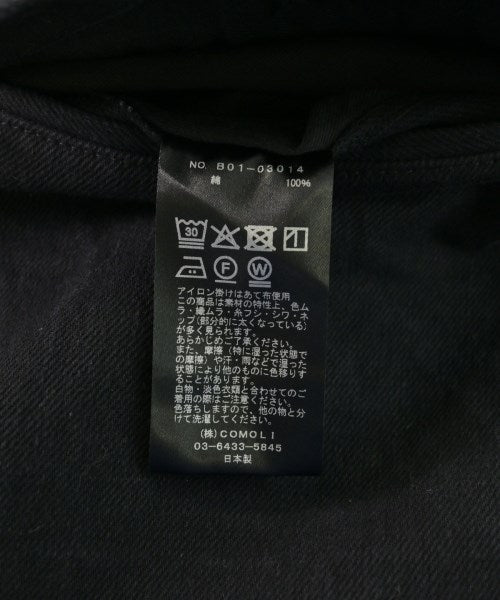 NO. B01-03014
綿 100%
30
F W
アイロン掛けはあて布使用
この商品は素材の特性上、色ム
ラ・織ムラ・糸フシ・シワ・ネ
ップ(部分的に太くなっている)
が多く見られます。
あらかじめご了承ください。
また、摩擦(特に湿った状態で
の摩擦)や汗・雨などで湿った
状態により他のものに色移りす
ることがあります。
白物・淡色衣類と合わせてのご
着用の際はご注意ください。
色落ちしますので、他の物と分
けて洗濯してください。
(株)COMOLI
03-6433-5845
日本製